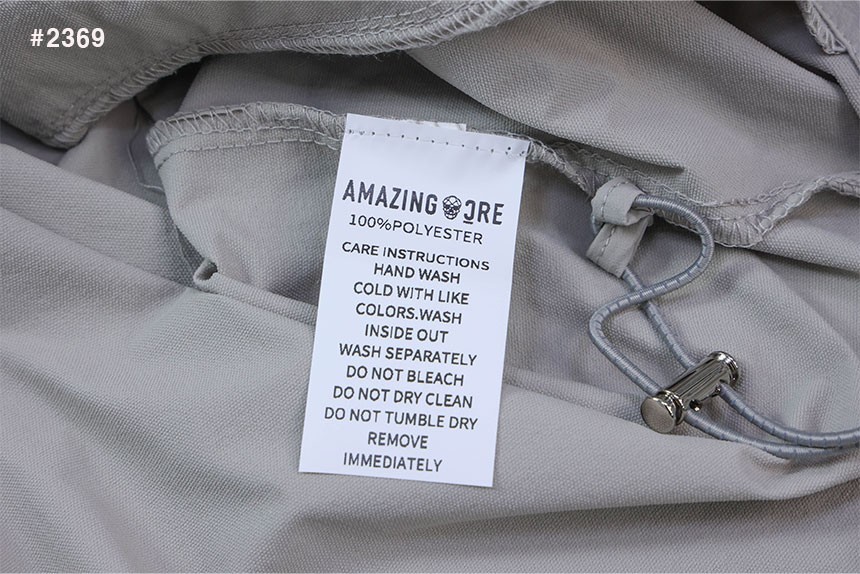 #2369
AMAZING CORE
100%POLYESTER
CARE INSTRUCTIONS
HAND WASH
COLD WITH LIKE
COLORS.WASH
INSIDE OUT
WASH SEPARATELY
DO NOT BLEACH
DO NOT DRY CLEAN
DO NOT TUMBLE DRY
REMOVE
IMMEDIATELY